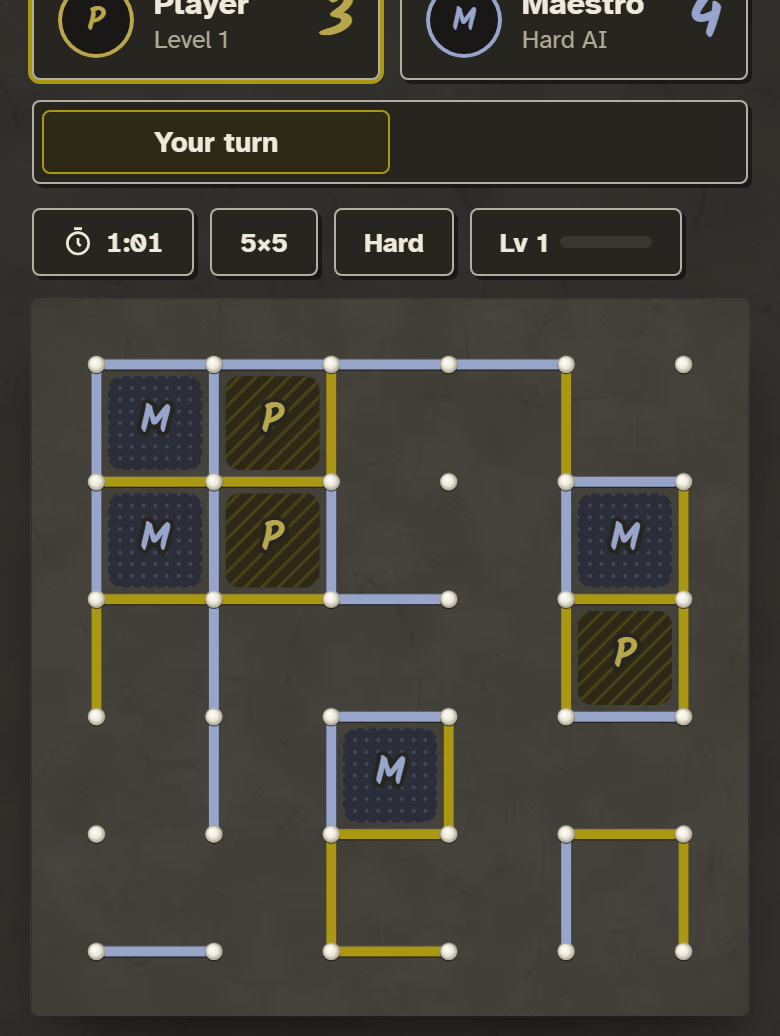 P Player 3
Level 1
M Maestro 4
Hard AI
Your turn
1:01 5×5 Hard Lv 1
M P
M P M
P
M